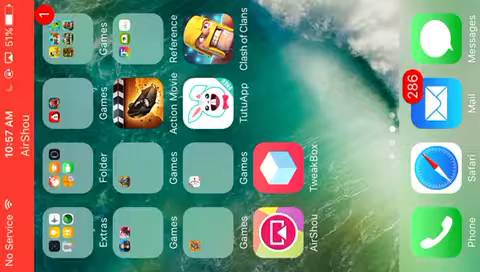 No Service 10:57 AM 51%
AirShou
1
Extras Folder Games Games
Games Games Action Movie Reference
Games Games TutuApp Clash of Clans
AirShou TweakBox
286
Phone Safari Mail Messages